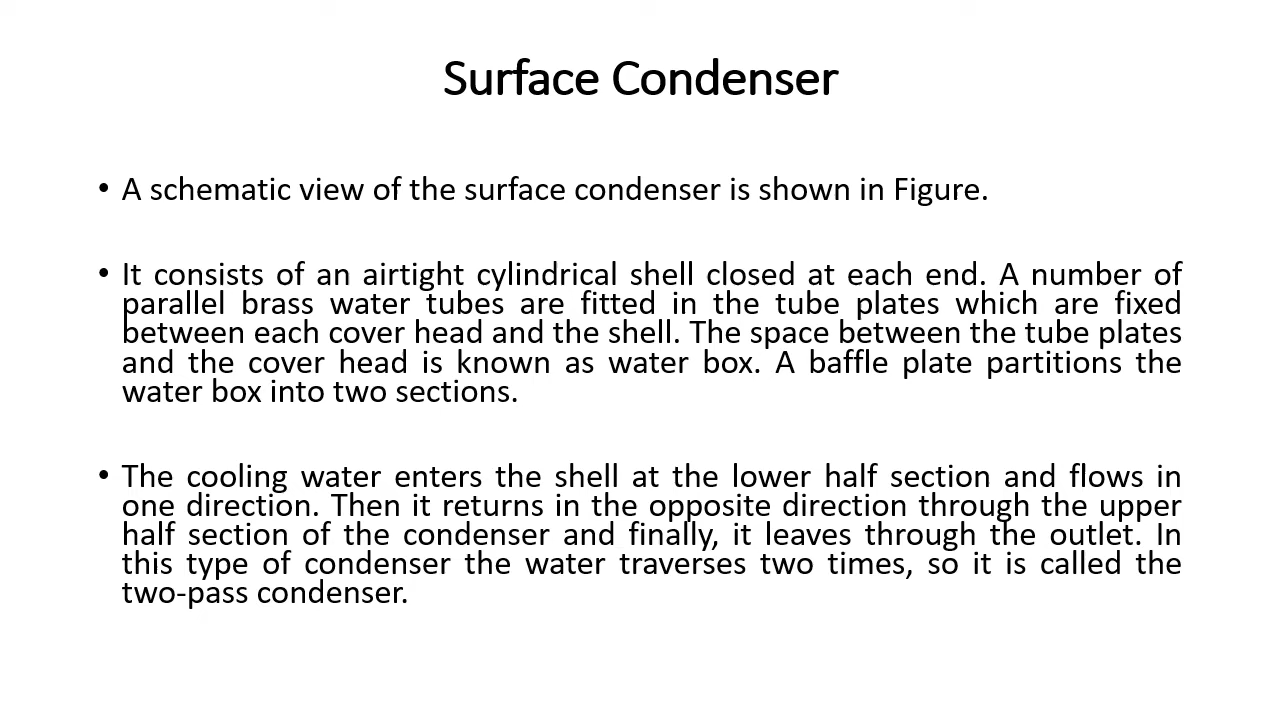 Surface Condenser
• A schematic view of the surface condenser is shown in Figure.
• It consists of an airtight cylindrical shell closed at each end. A number of
parallel brass water tubes are fitted in the tube plates which are fixed
between each cover head and the shell. The space between the tube plates
and the cover head is known as water box. A baffle plate partitions the
water box into two sections.
• The cooling water enters the shell at the lower half section and flows in
one direction. Then it returns in the opposite direction through the upper
half section of the condenser and finally, it leaves through the outlet. In
this type of condenser the water traverses two times, so it is called the
two-pass condenser.